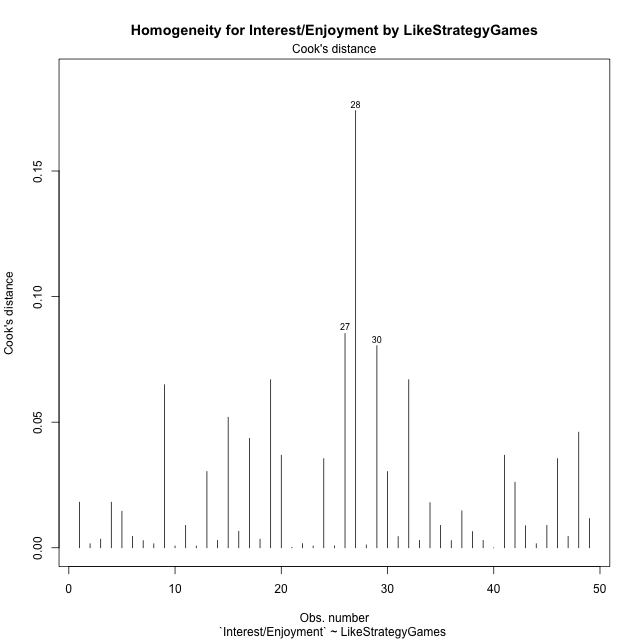 Homogeneity for Interest/Enjoyment by LikeStrategyGames
Cook's distance
28
27
30
Cook's distance
0.15
0.10
0.05
0.00
0 10 20 30 40 50
Obs. number
`Interest/Enjoyment` ~ LikeStrategyGames